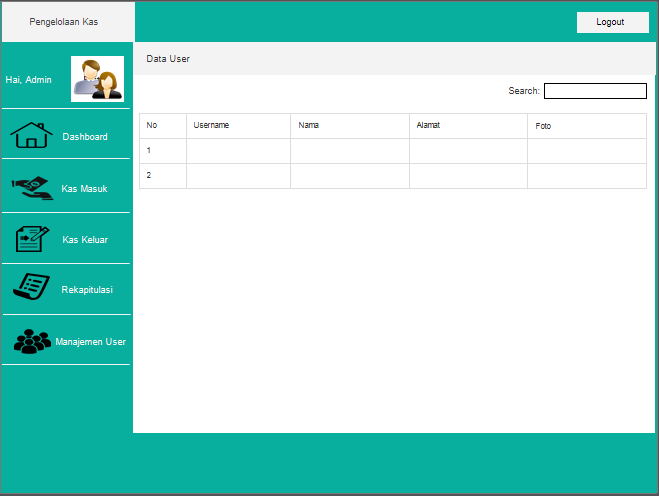 Pengelolaan Kas
Logout
Hai, Admin
Data User
Search:
No Username Nama Alamat Foto
1
2
Dashboard
Kas Masuk
Kas Keluar
Rekapitulasi
Manajemen User